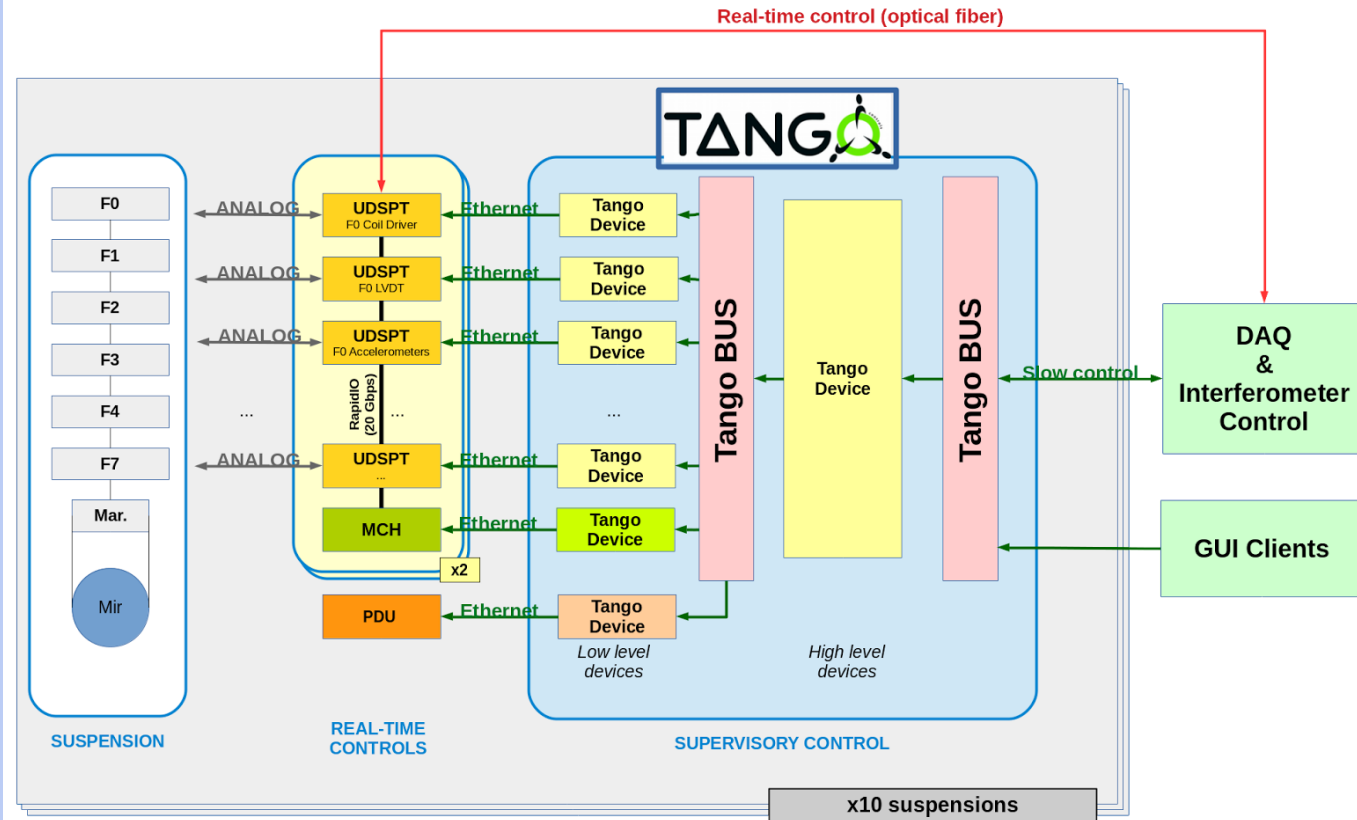 Real-time control (optical fiber)
TANGO
F0
F1
F2
F3
F4
F7
Mar.
Mir
...
SUSPENSION
ANALOG
ANALOG
ANALOG
ANALOG
UDSPT
F0 Coil Driver
UDSPT
F0 LVDT
UDSPT
F0 Accelerometers
RapidIO
(20 Gbps)
...
UDSPT
...
MCH
x2
PDU
REAL-TIME
CONTROLS
Ethernet
Ethernet
Ethernet
Ethernet
Ethernet
Ethernet
Tango
Device
Tango
Device
Tango
Device
...
Tango
Device
Tango
Device
Tango
Device
Low level
devices
Tango BUS
Tango
Device
High level
devices
Tango BUS
SUPERVISORY CONTROL
Slow control
DAQ
&
Interferometer
Control
GUI Clients
x10 suspensions